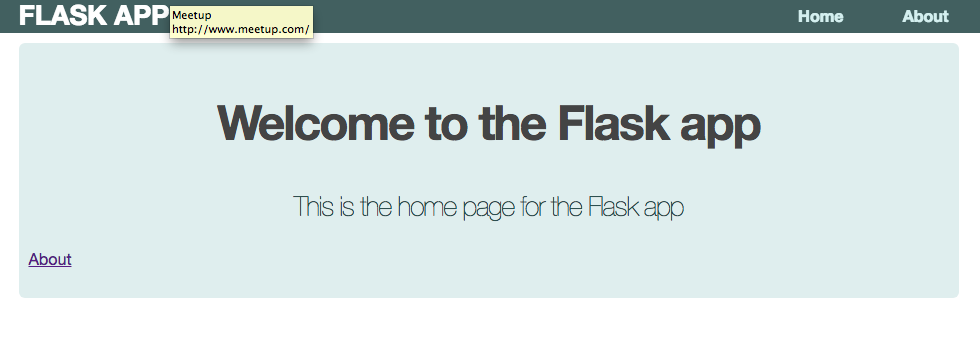 FLASK APP
Meetup
http://www.meetup.com/
Home
About
Welcome to the Flask app
This is the home page for the Flask app
About